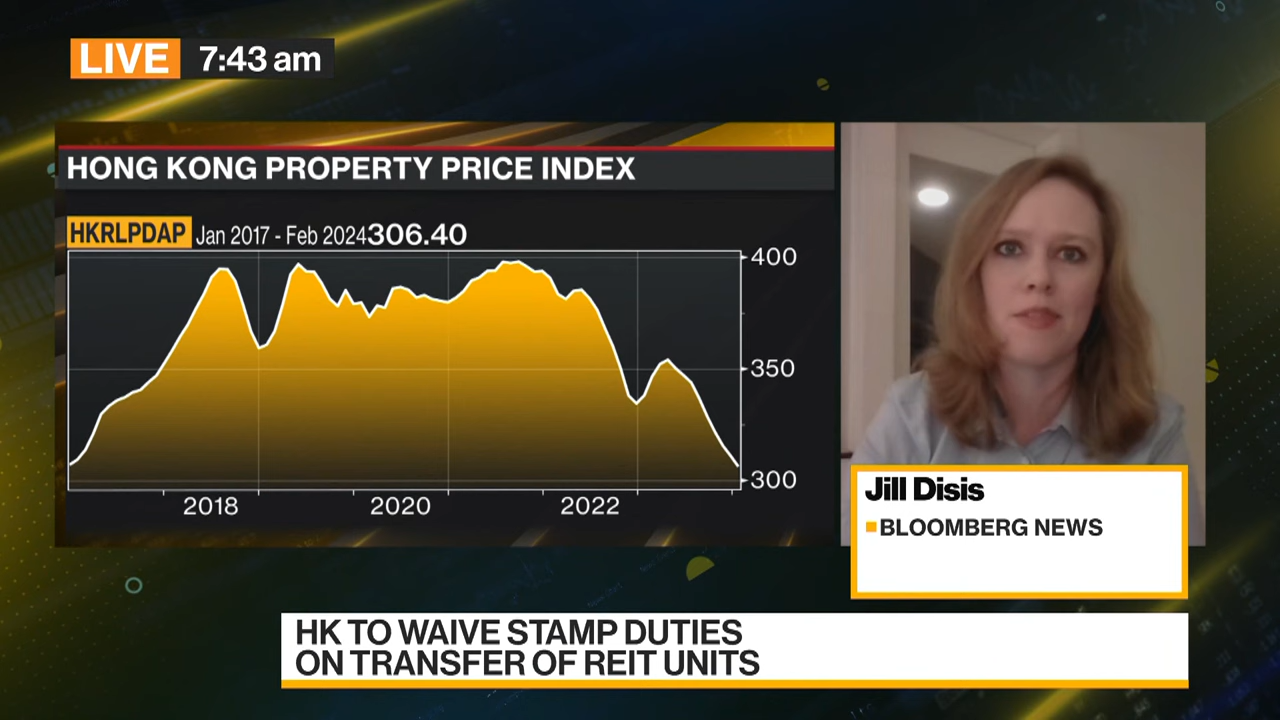 LIVE 7:43 am
HONG KONG PROPERTY PRICE INDEX
HKRLPDAP Jan 2017 - Feb 2024 306.40
400
350
300
2018 2020 2022
Jill Disis
BLOOMBERG NEWS
HK TO WAIVE STAMP DUTIES
ON TRANSFER OF REIT UNITS